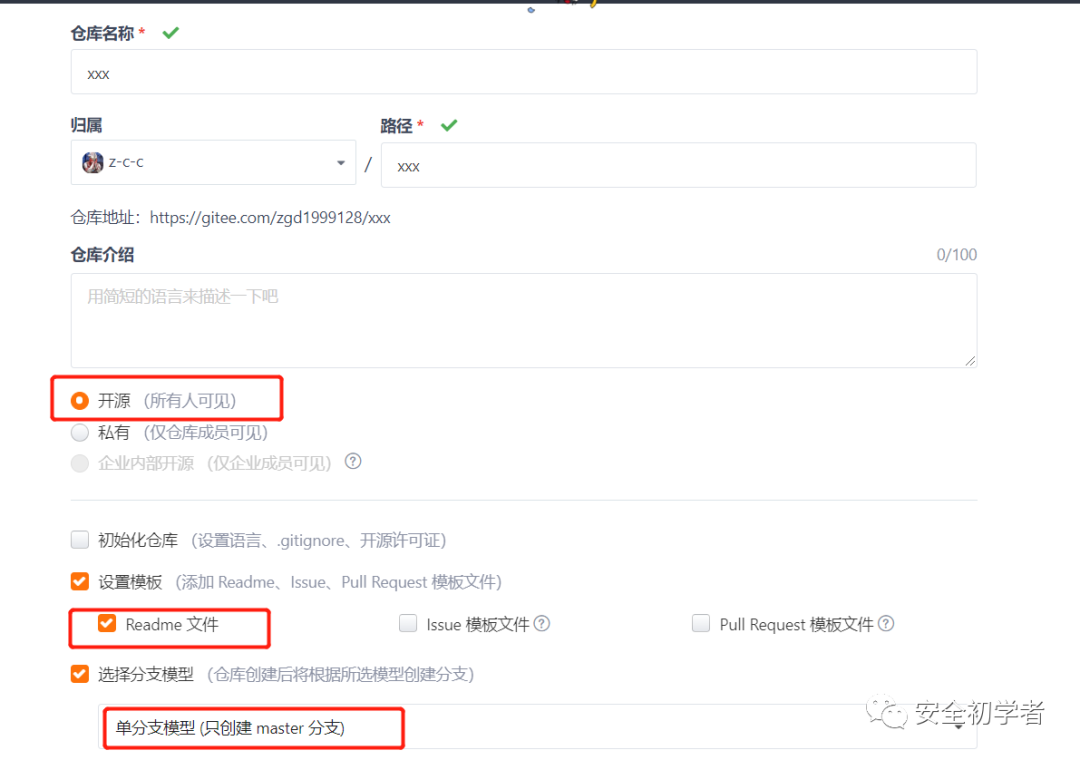 仓库名称 *
xxx
归属
路径 *
z-c-c
/
xxx
仓库地址：https://gitee.com/zgd1999128/xxx
仓库介绍
0/100
用简短的语言来描述一下吧
开源 (所有人可见)
私有 (仅仓库成员可见)
企业内部开源 (仅企业成员可见) ?
初始化仓库 (设置语言、.gitignore、开源许可证)
设置模板 (添加 Readme、Issue、Pull Request 模板文件)
Readme 文件
Issue 模板文件 ?
Pull Request 模板文件 ?
选择分支模型 (仓库创建后将根据所选模型创建分支)
单分支模型 (只创建 master 分支)
安全初学者